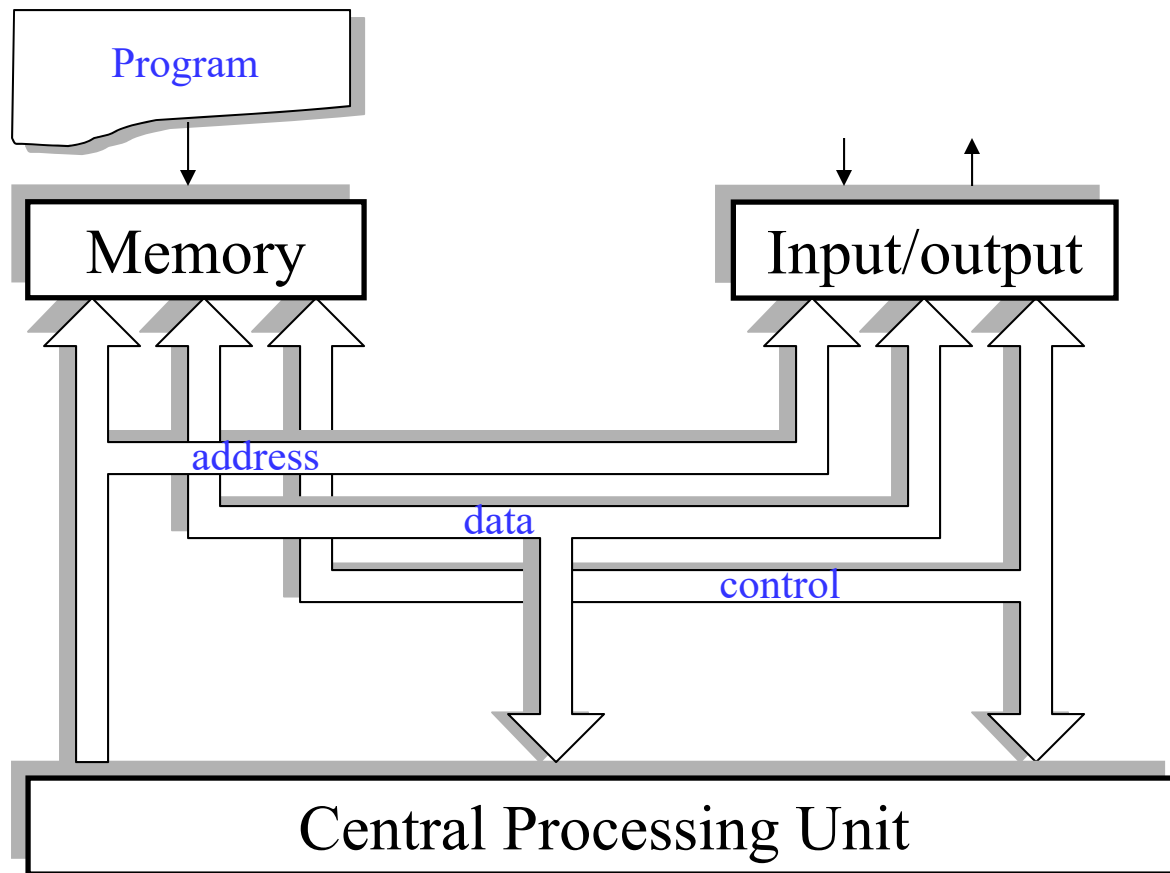 Program
Memory
Input/output
address
data
control
Central Processing Unit